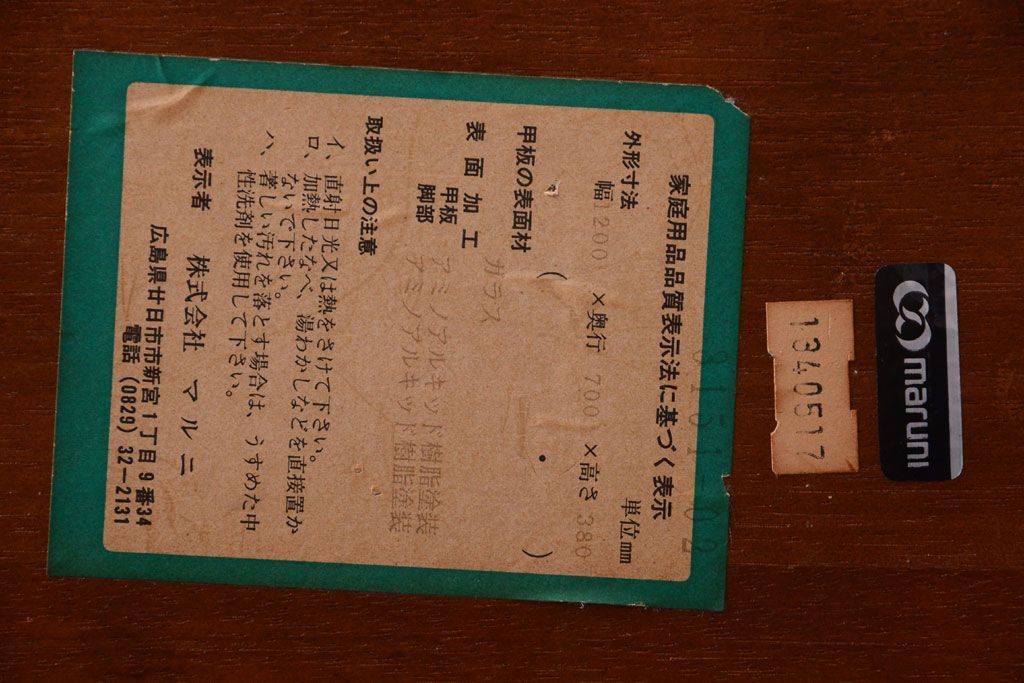 家庭用品品質表示法に基づく表示
外形寸法 単位mm
幅 1200 ×奥行 700 ×高さ 380
甲板の表面材 ( ガラス )
表面加工
甲板 アミノアルキッド樹脂塗装
脚部 アミノアルキッド樹脂塗装
取扱い上の注意
イ、直射日光又は熱をさけて下さい。
ロ、加熱したなべ、湯わかしなどを直接置か
ないで下さい。
ハ、著しい汚れを落とす場合は、うすめた中
性洗剤を使用して下さい。
表示者 株式会社 マルニ
広島県廿日市市新宮1丁目9番34
電話 (0829) 32-2131
1340517
maruni